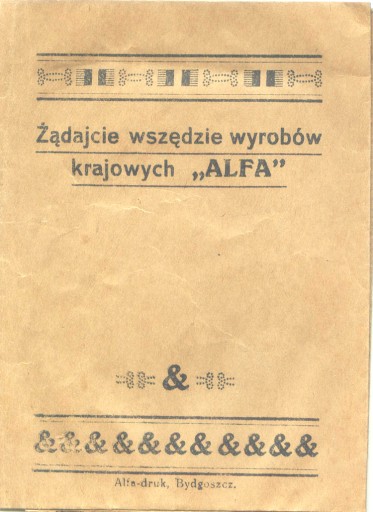 Żądajcie wszędzie wyrobów
krajowych „ALFA”
&
&&&&&&&&&&&
Alfa-druk, Bydgoszcz.